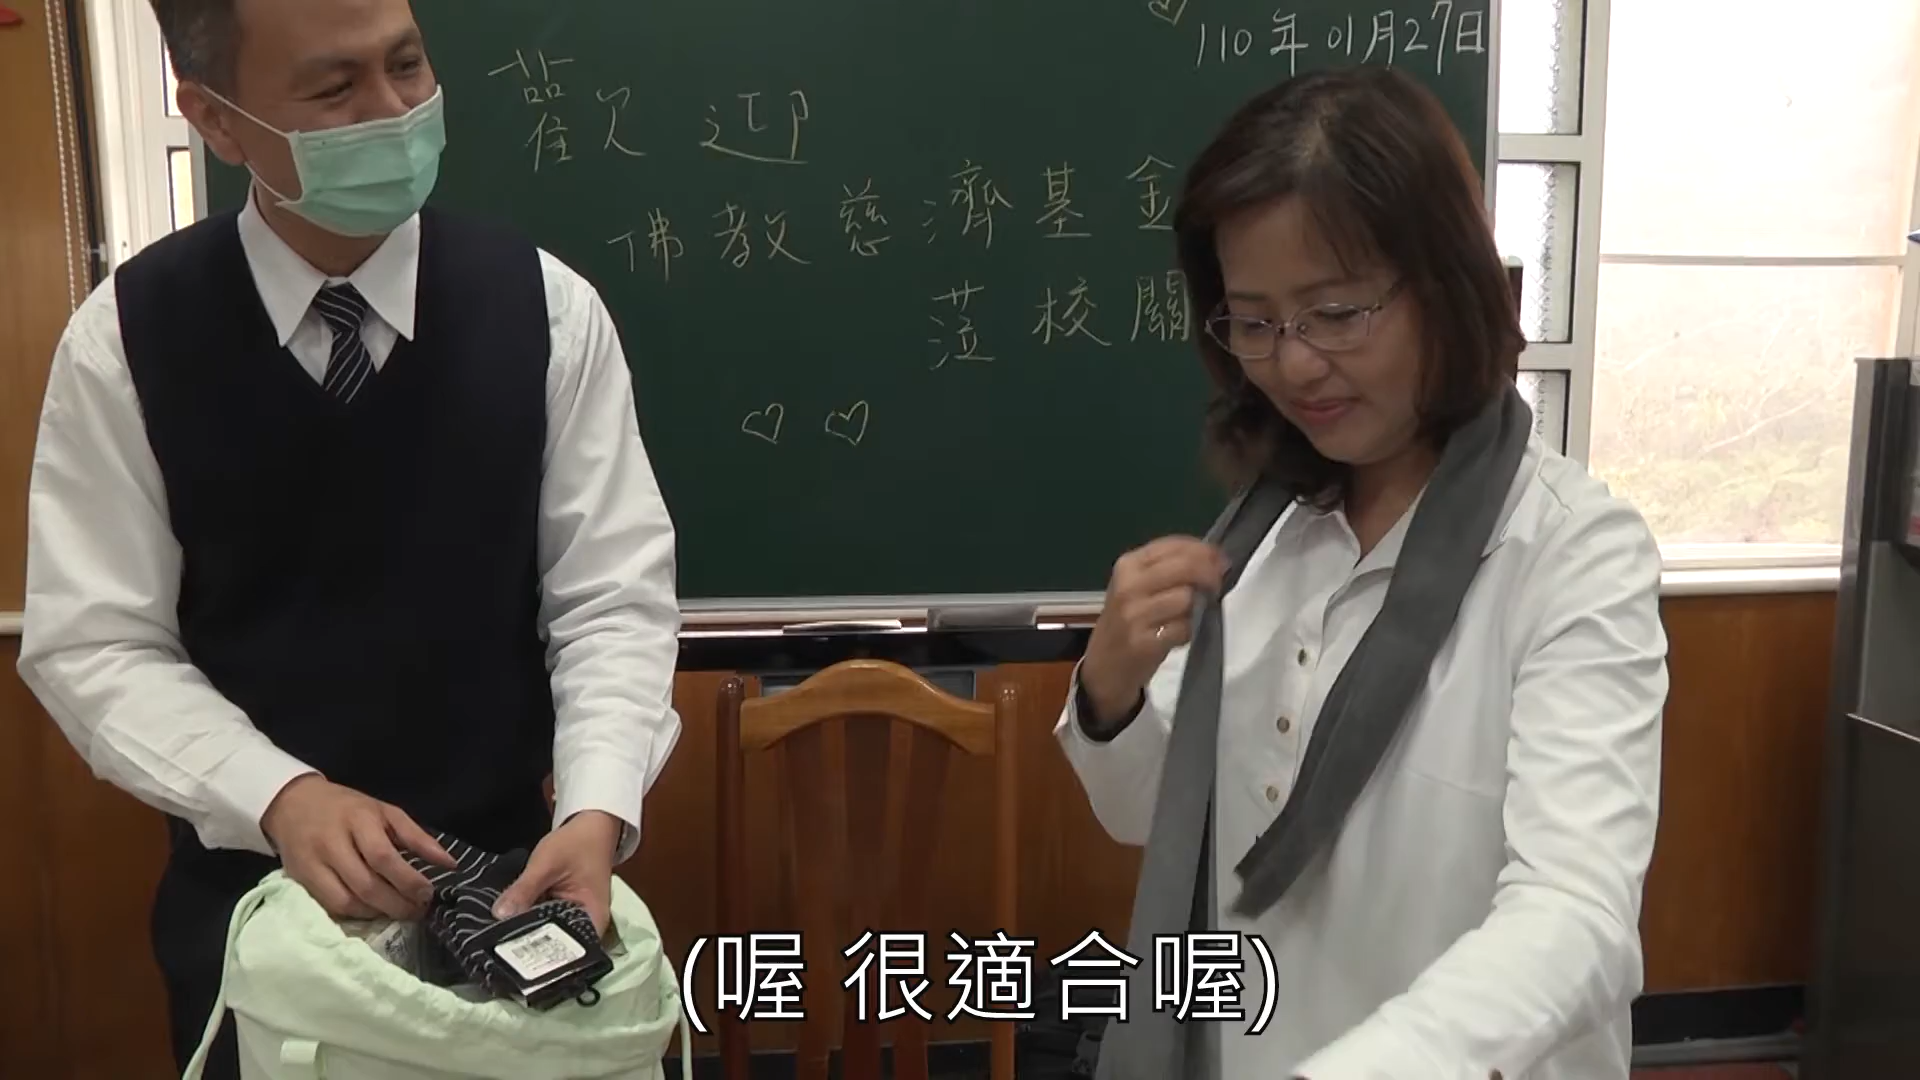 110年01月27日
歡迎
佛教慈濟基金
蒞校關
(喔 很適合喔)